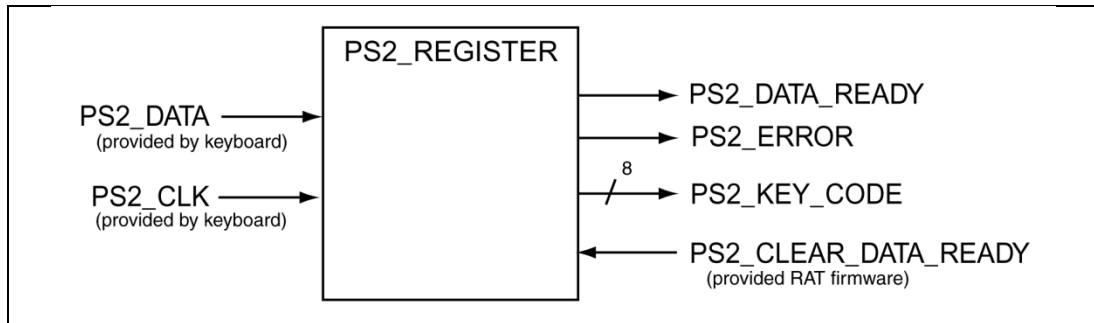 PS2_REGISTER
PS2_DATA
(provided by keyboard)
PS2_CLK
(provided by keyboard)
PS2_DATA_READY
PS2_ERROR
8
PS2_KEY_CODE
PS2_CLEAR_DATA_READY
(provided RAT firmware)